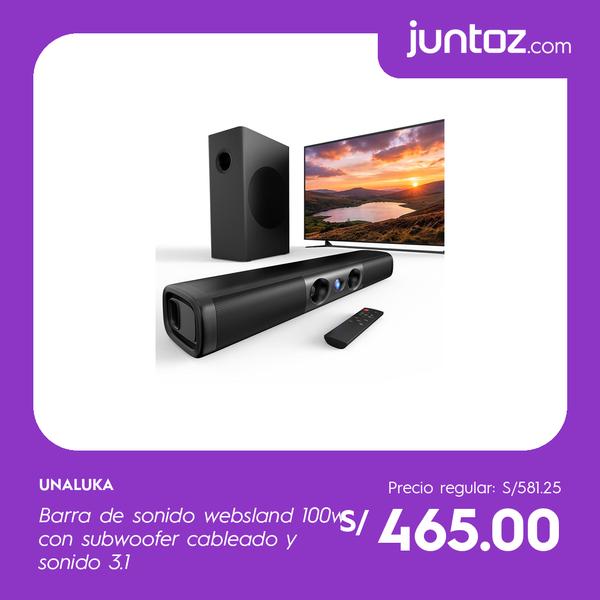 juntoz.com
UNALUKA
Precio regular: S/581.25
Barra de sonido websland 100w
con subwoofer cableado y
sonido 3.1
S/ 465.00